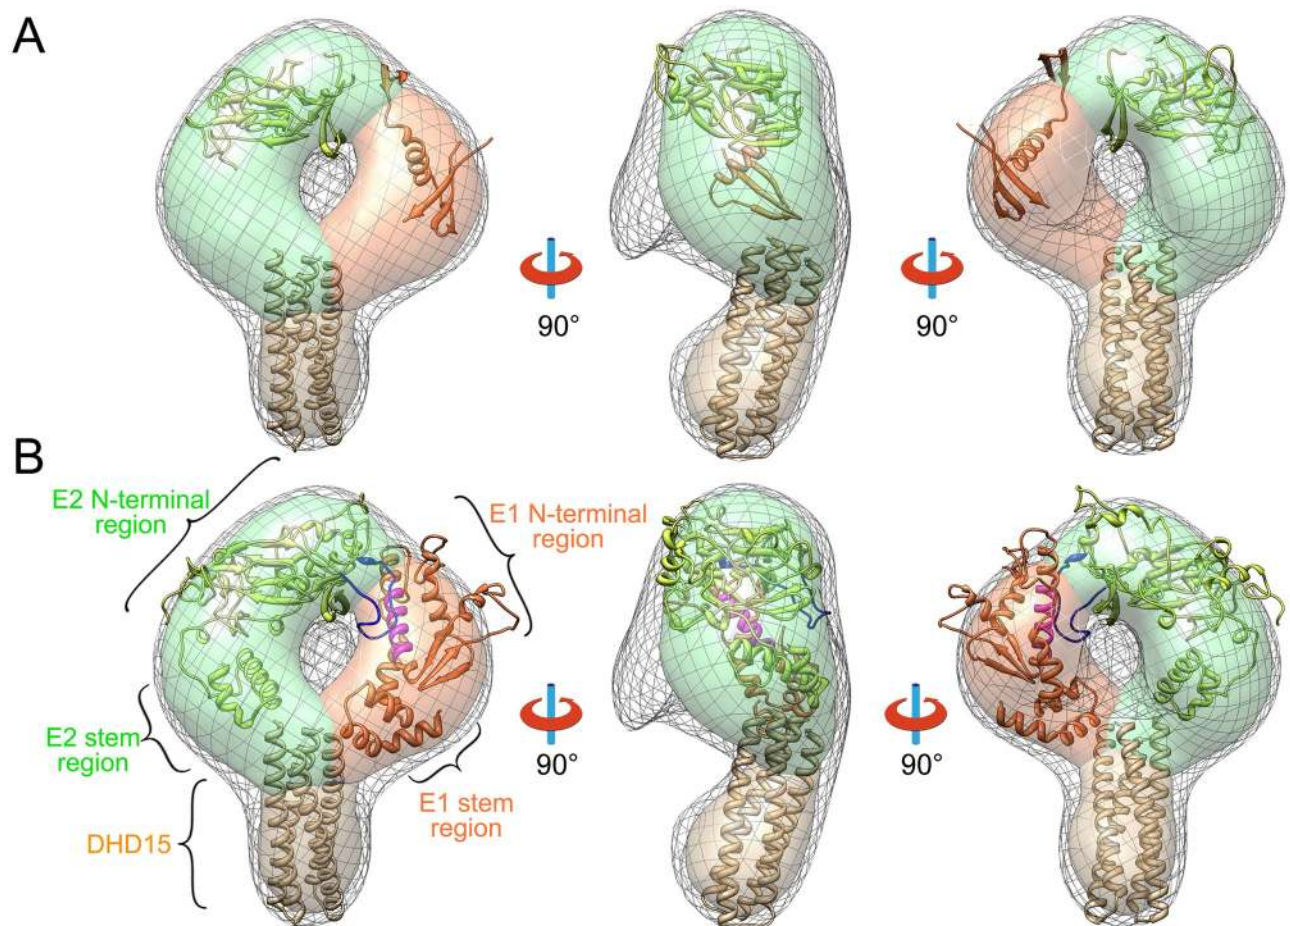 A
90°
90°
B
E2 N-terminal
region
E1 N-terminal
region
E2 stem
region
90°
90°
E1 stem
region
DHD15